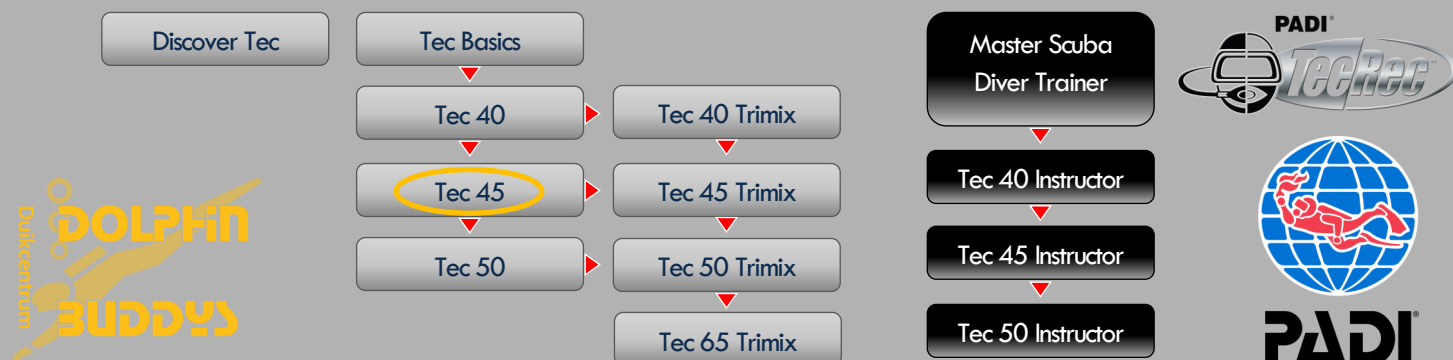 Discover Tec
Tec Basics
Tec 40
Tec 40 Trimix
Tec 45
Tec 45 Trimix
Tec 50
Tec 50 Trimix
Tec 65 Trimix
Master Scuba
Diver Trainer
Tec 40 Instructor
Tec 45 Instructor
Tec 50 Instructor
PADI®
TecRec™
PADI®
Duikcentrum
DOLPHiN
BUDDYS